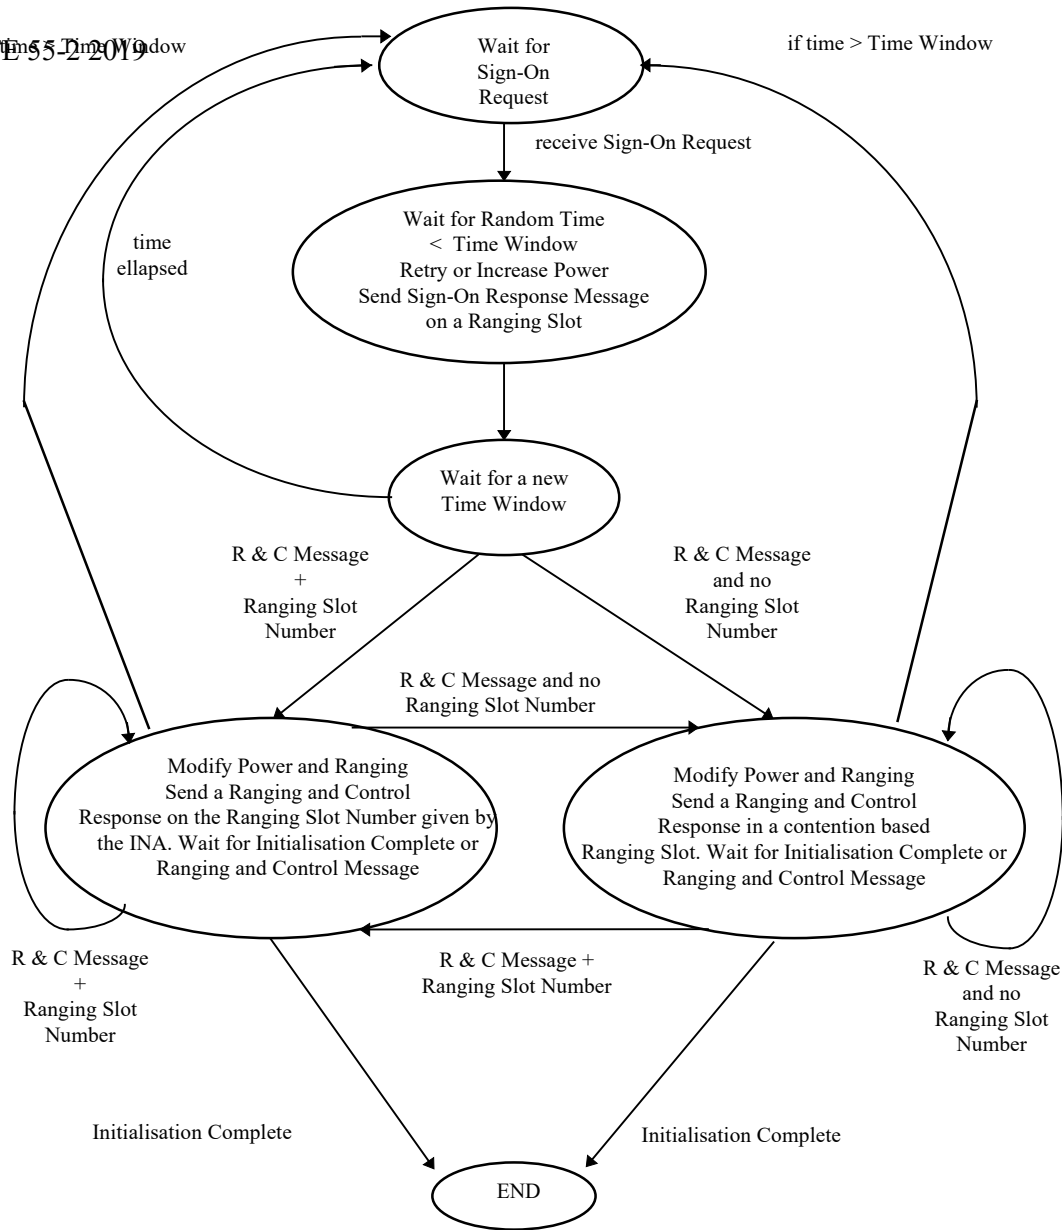 time < Time Window
E 55-2 2019
if time > Time Window
Wait for
Sign-On
Request
receive Sign-On Request
Wait for Random Time
< Time Window
Retry or Increase Power
Send Sign-On Response Message
on a Ranging Slot
time
ellapsed
Wait for a new
Time Window
R & C Message
+
Ranging Slot
Number
R & C Message
and no
Ranging Slot
Number
R & C Message and no
Ranging Slot Number
Modify Power and Ranging
Send a Ranging and Control
Response on the Ranging Slot Number given by
the INA. Wait for Initialisation Complete or
Ranging and Control Message
Modify Power and Ranging
Send a Ranging and Control
Response in a contention based
Ranging Slot. Wait for Initialisation Complete or
Ranging and Control Message
R & C Message
+
Ranging Slot
Number
R & C Message +
Ranging Slot Number
R & C Message
and no
Ranging Slot
Number
Initialisation Complete
Initialisation Complete
END